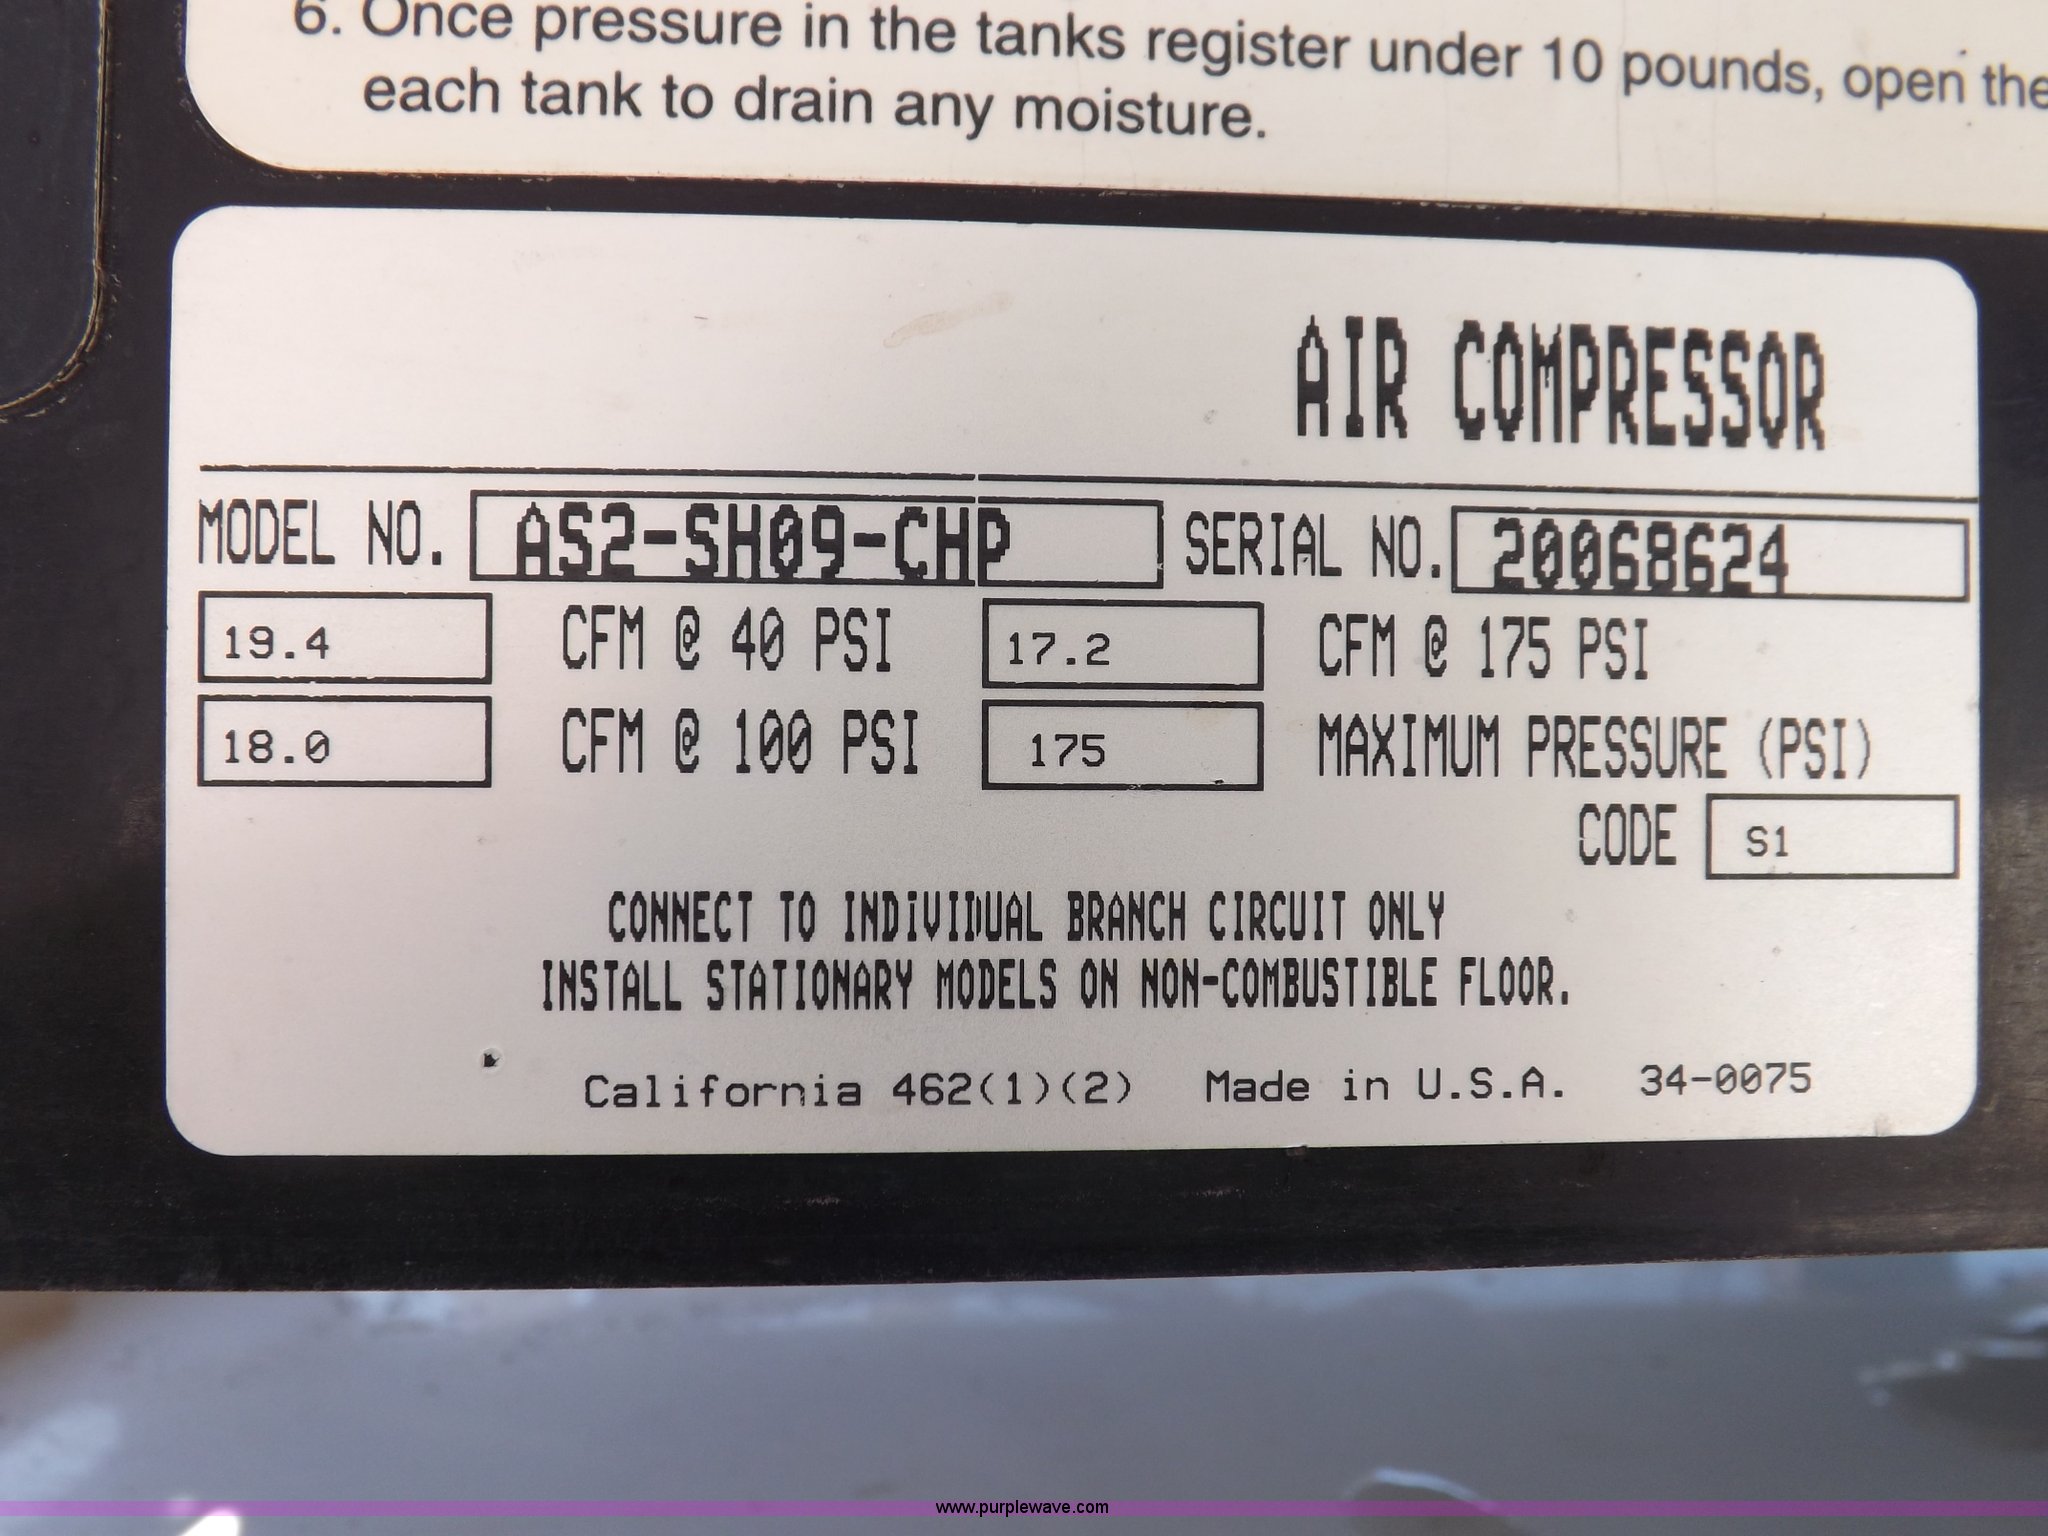 6. Once pressure in the tanks register under 10 pounds, open the
each tank to drain any moisture.
AIR COMPRESSOR
MODEL NO. AS2-SH09-CHP SERIAL NO. 20068624
19.4 CFM @ 40 PSI 17.2 CFM @ 175 PSI
18.0 CFM @ 100 PSI 175 MAXIMUM PRESSURE (PSI)
CODE S1
CONNECT TO INDiVIDUAL BRANCH CIRCUIT ONLY
INSTALL STATIONARY MODELS ON NON-COMBUSTIBLE FLOOR.
California 462(1)(2) Made in U.S.A. 34-0075
www.purplewave.com